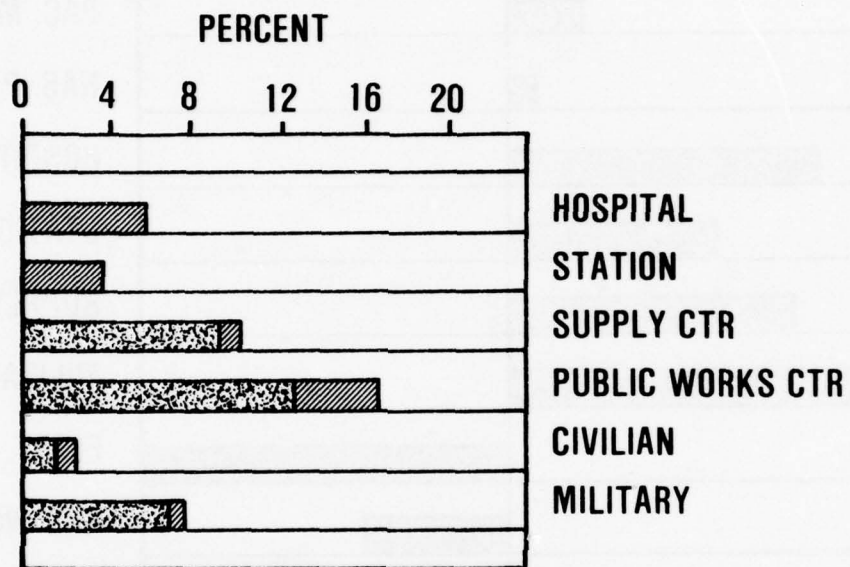 PERCENT
0 4 8 12 16 20
HOSPITAL
STATION
SUPPLY CTR
PUBLIC WORKS CTR
CIVILIAN
MILITARY